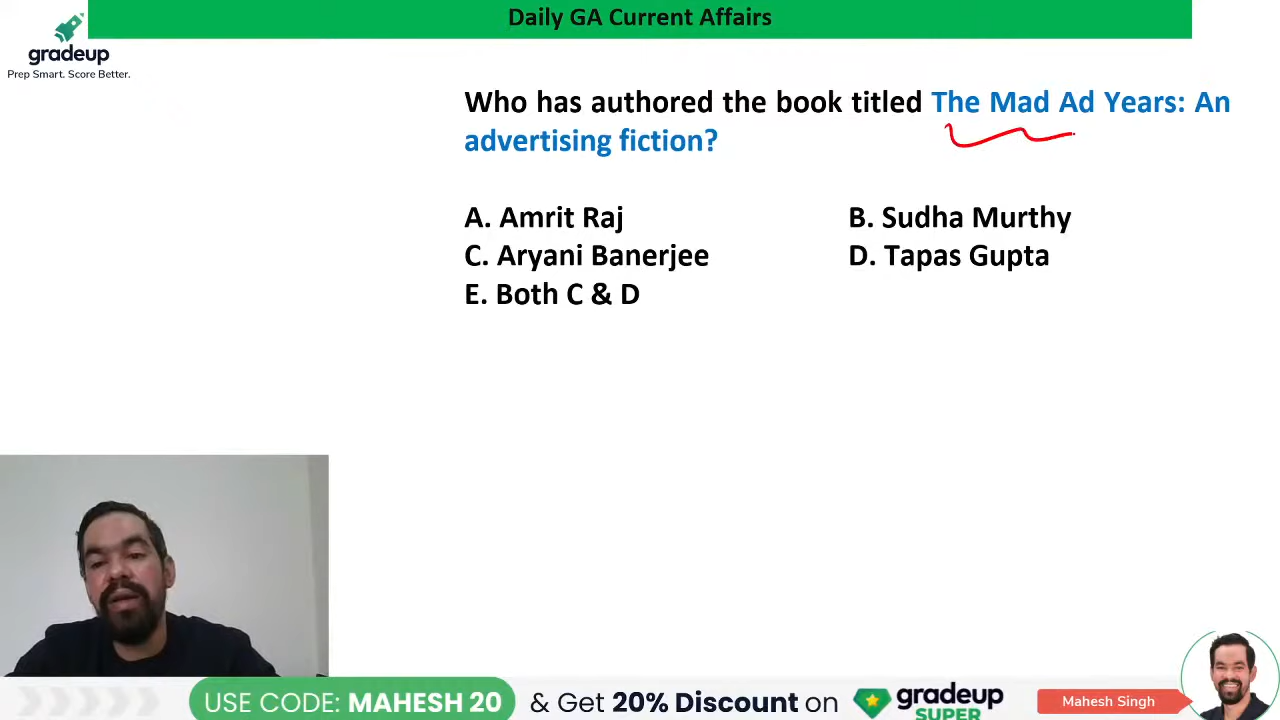 Daily GA Current Affairs
gradeup
Prep Smart. Score Better.
Who has authored the book titled The Mad Ad Years: An
advertising fiction?
A. Amrit Raj B. Sudha Murthy
C. Aryani Banerjee D. Tapas Gupta
E. Both C & D
USE CODE: MAHESH 20 & Get 20% Discount on gradeup
SUPER
Mahesh Singh